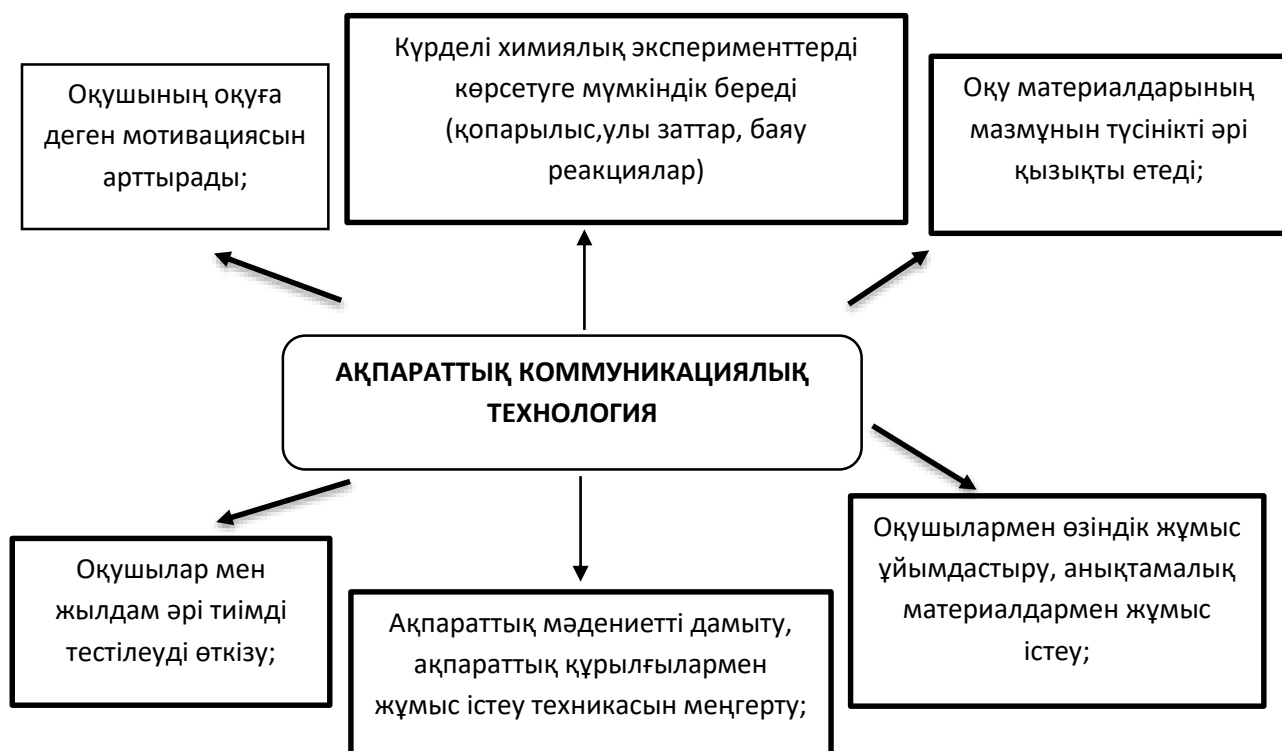 Оқушының оқуға
деген мотивациясын
арттырады;
Күрделі химиялық эксперименттерді
көрсетуге мүмкіндік береді
(қопарылыс,улы заттар, баяу
реакциялар)
Оқу материалдарының
мазмұнын түсінікті әрі
қызықты етеді;
АҚПАРАТТЫҚ КОММУНИКАЦИЯЛЫҚ
ТЕХНОЛОГИЯ
Оқушылар мен
жылдам әрі тиімді
тестілеуді өткізу;
Ақпараттық мәдениетті дамыту,
ақпараттық құрылғылармен
жұмыс істеу техникасын меңгерту;
Оқушылармен өзіндік жұмыс
ұйымдастыру, анықтамалық
материалдармен жұмыс
істеу;